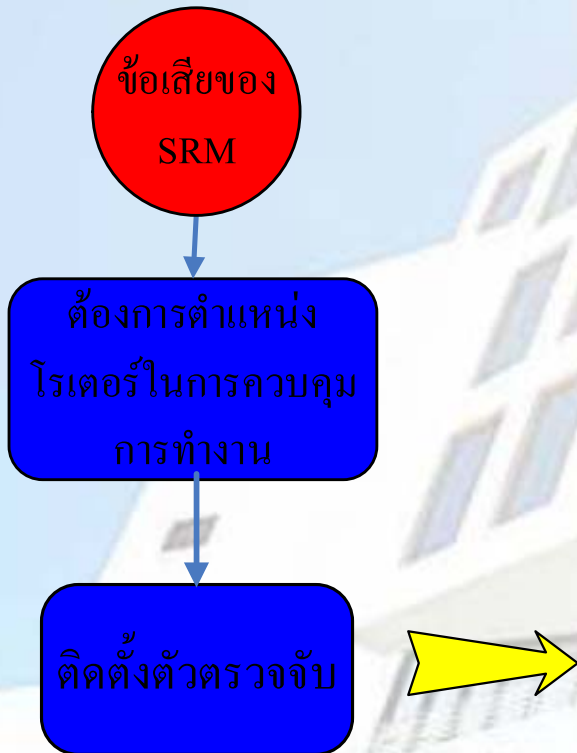 ข้อเสียของ
SRM
ต้องการตำแหน่ง
โรเตอร์ในการควบคุม
การทำงาน
ติดตั้งตัวตรวจจับ